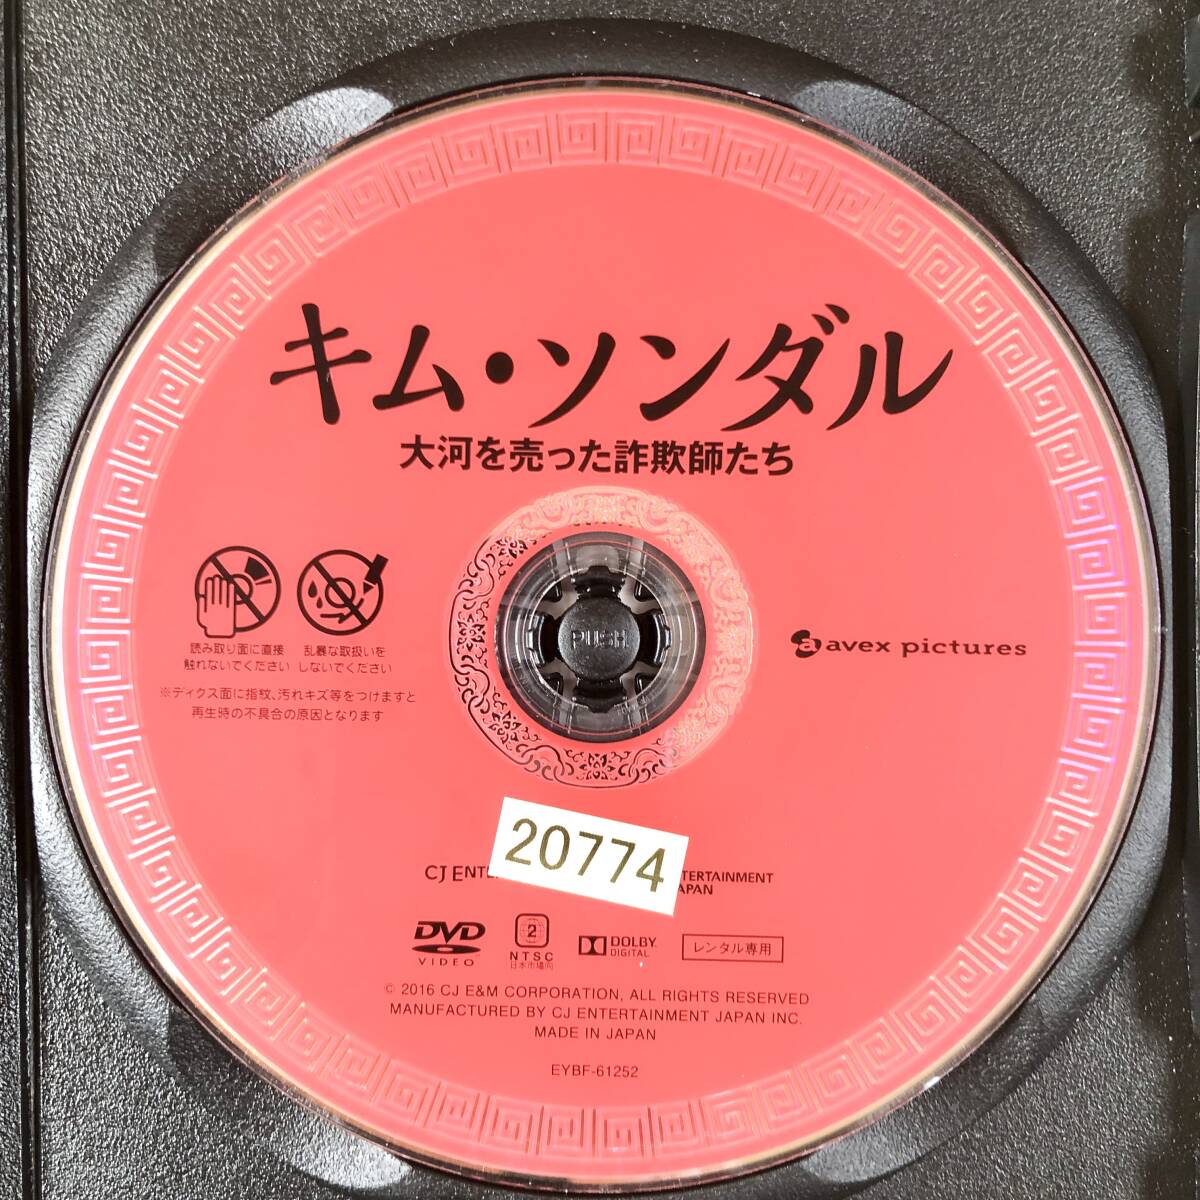 キム・ソンダル
大河を売った詐欺師たち
PUSH
読み取り面に直接
触れないでください
乱暴な取扱いを
しないでください
※ディクス面に指紋、汚れキズ等をつけますと
再生時の不具合の原因となります
avex pictures
20774
CJ ENTE
TERTAINMENT
APAN
DVD
VIDEO
2
NTSC
日本市場向
DOLBY
DIGITAL
レンタル専用
© 2016 CJ E&M CORPORATION, ALL RIGHTS RESERVED
MANUFACTURED BY CJ ENTERTAINMENT JAPAN INC.
MADE IN JAPAN
EYBF-61252